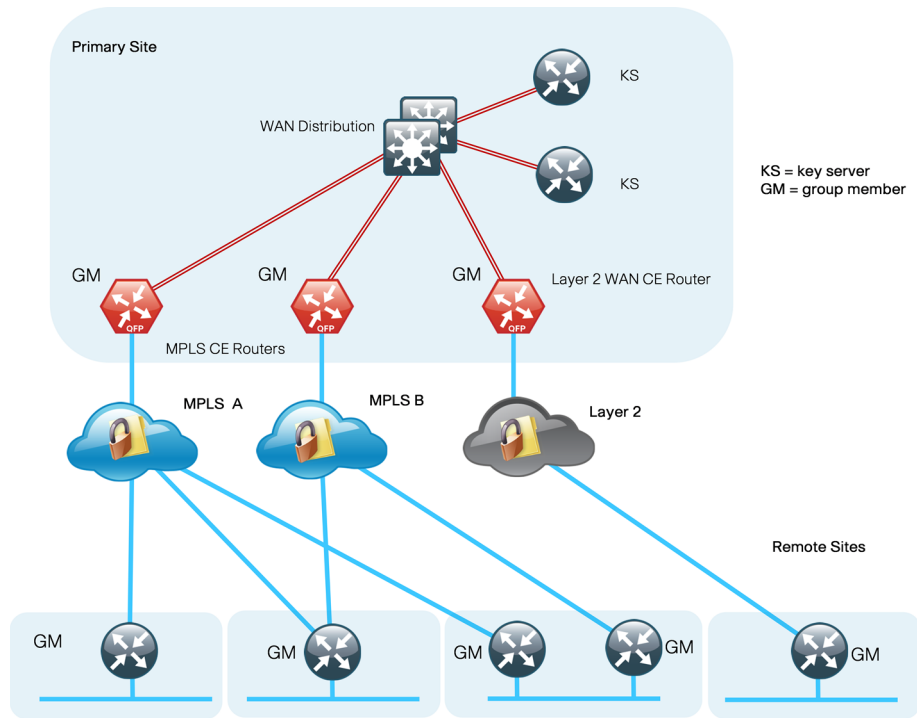 Primary Site
KS
WAN Distribution
KS
KS = key server
GM = group member
GM
GM
GM
Layer 2 WAN CE Router
QFP
QFP
QFP
MPLS CE Routers
MPLS A
MPLS B
Layer 2
Remote Sites
GM
GM
GM
GM
GM